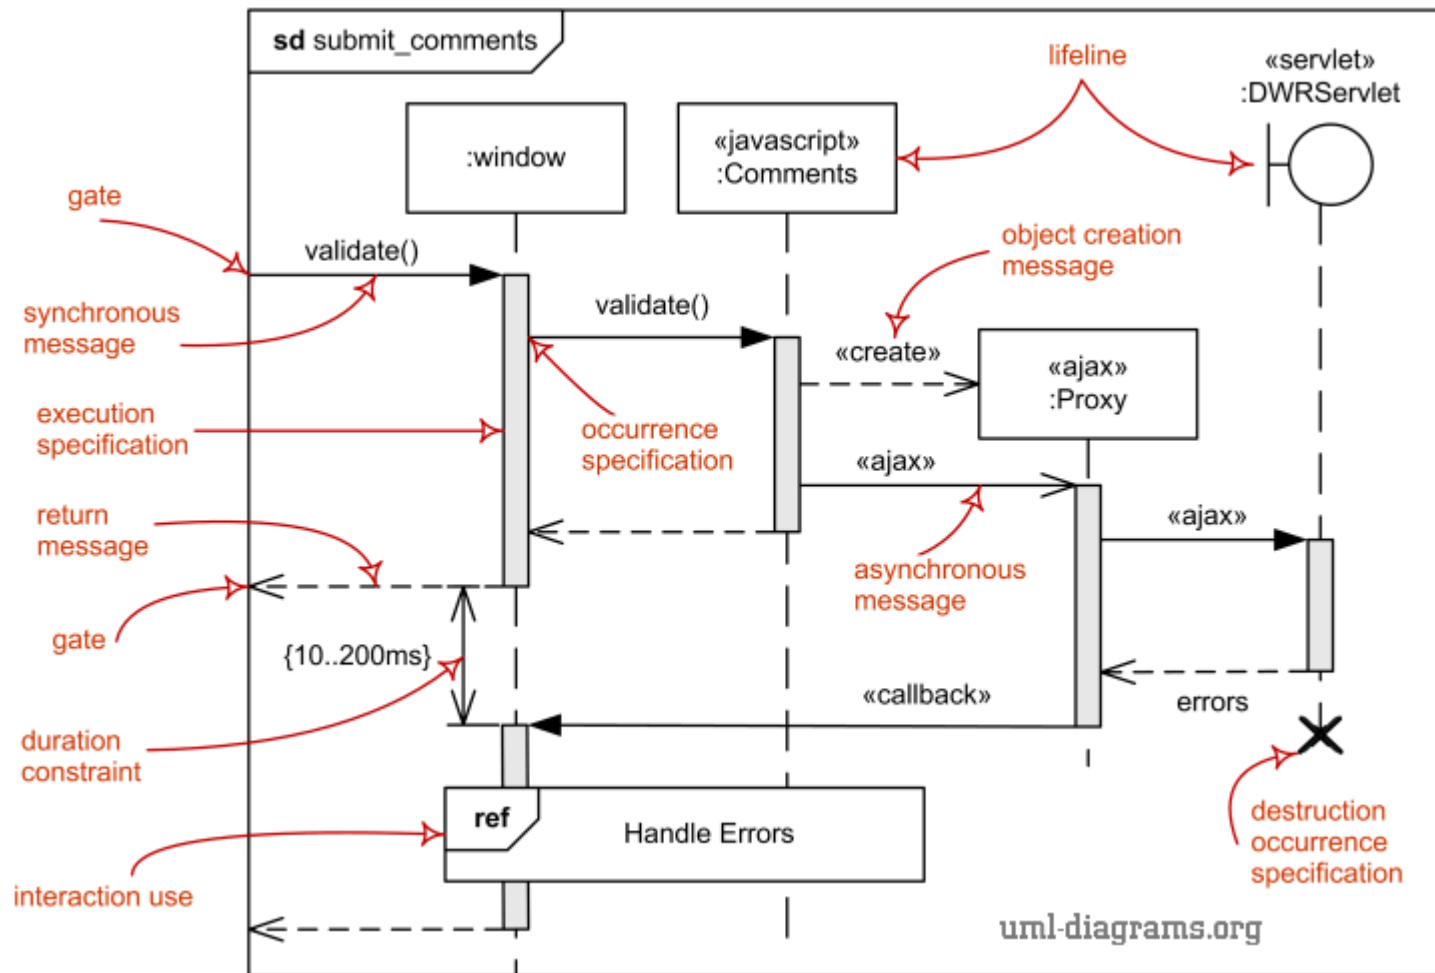 sd submit_comments
lifeline
«servlet»
:DWRServlet
:window
«javascript»
:Comments
gate
validate()
object creation
message
synchronous
message
validate()
«create»
«ajax»
:Proxy
execution
specification
occurrence
specification
«ajax»
return
message
«ajax»
asynchronous
message
gate
{10..200ms}
«callback»
errors
duration
constraint
ref
Handle Errors
destruction
occurrence
specification
interaction use
uml-diagrams.org